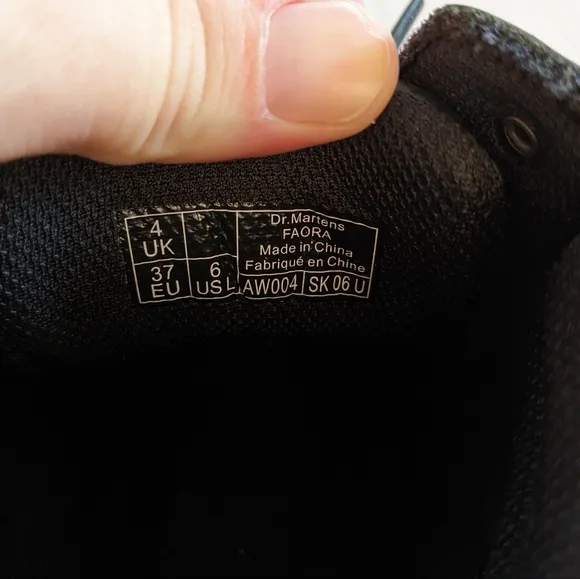 4
UK
37
EU
6
US L
Dr.Martens
FAORA
Made in China
Fabriqué en Chine
AW004 SK 06 U